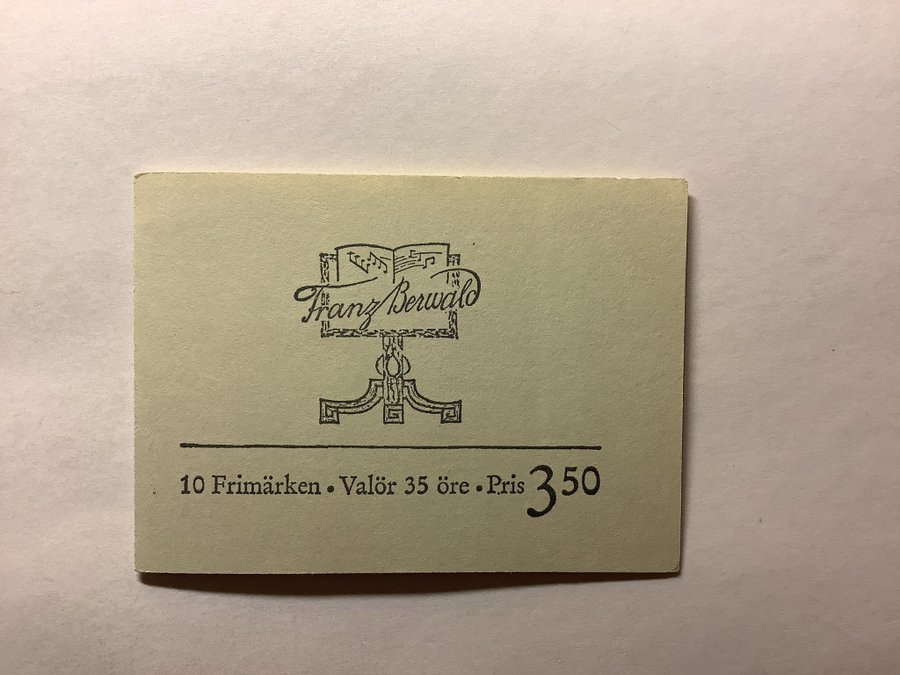 Franz Berwald
10 Frimärken • Valör 35 öre • Pris 3 50